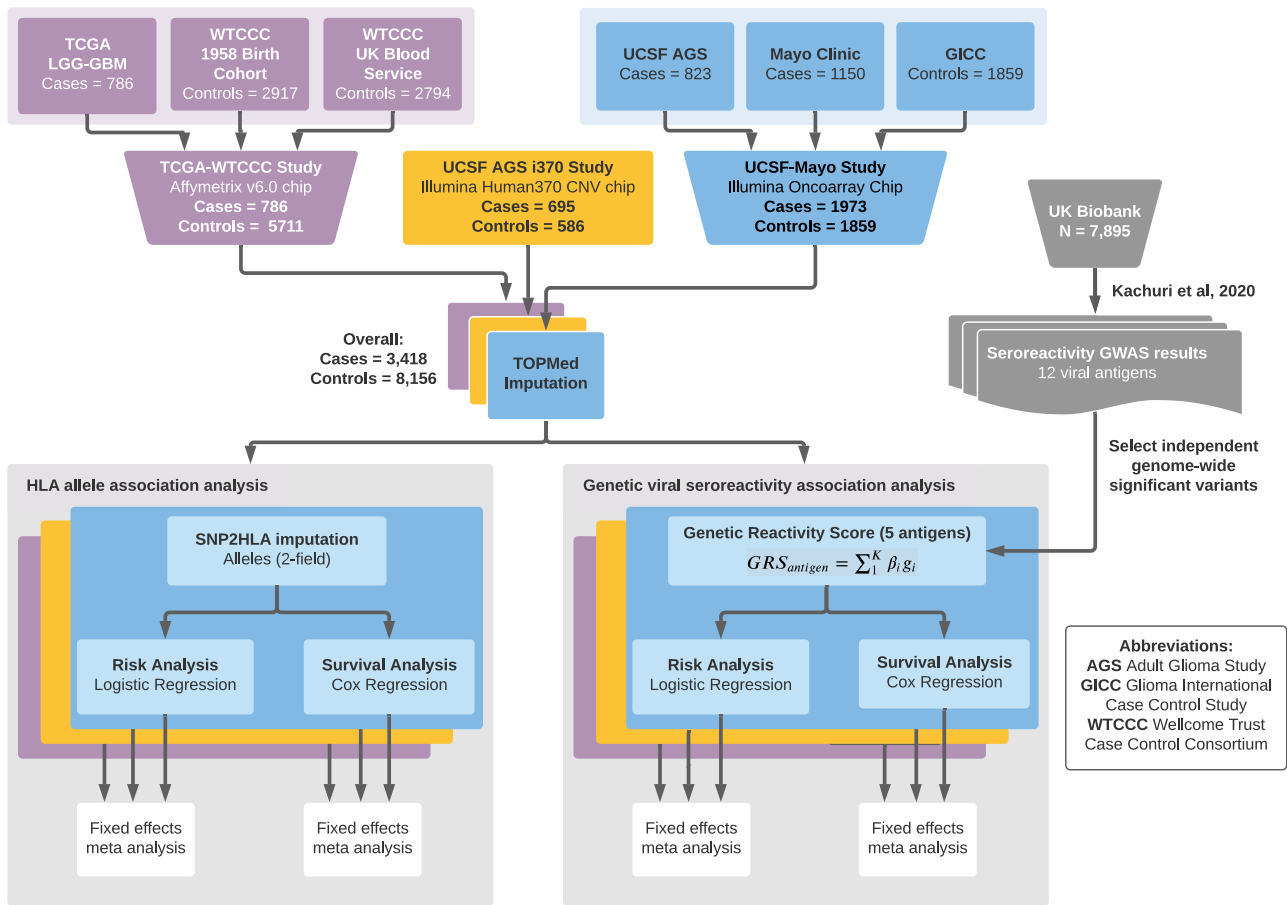 TCGA
LGG-GBM
Cases = 786
WTCCC
1958 Birth
Cohort
Controls = 2917
WTCCC
UK Blood
Service
Controls = 2794
UCSF AGS
Cases = 823
Mayo Clinic
Cases = 1150
GICC
Controls = 1859
TCGA-WTCCC Study
Affymetrix v6.0 chip
Cases = 786
Controls = 5711
UCSF AGS i370 Study
Illumina Human370 CNV chip
Cases = 695
Controls = 586
UCSF-Mayo Study
Illumina Oncoarray Chip
Cases = 1973
Controls = 1859
UK Biobank
N = 7,895
Kachuri et al, 2020
Overall:
Cases = 3,418
Controls = 8,156
TOPMed
Imputation
Seroreactivity GWAS results
12 viral antigens
Select independent
genome-wide
significant variants
HLA allele association analysis
SNP2HLA imputation
Alleles (2-field)
Risk Analysis
Logistic Regression
Survival Analysis
Cox Regression
Fixed effects
meta analysis
Fixed effects
meta analysis
Genetic viral seroreactivity association analysis
Genetic Reactivity Score (5 antigens)
GRS_antigen = ∑_1^K β_i g_i
Risk Analysis
Logistic Regression
Survival Analysis
Cox Regression
Fixed effects
meta analysis
Fixed effects
meta analysis
Abbreviations:
AGS Adult Glioma Study
GICC Glioma International
Case Control Study
WTCCC Wellcome Trust
Case Control Consortium